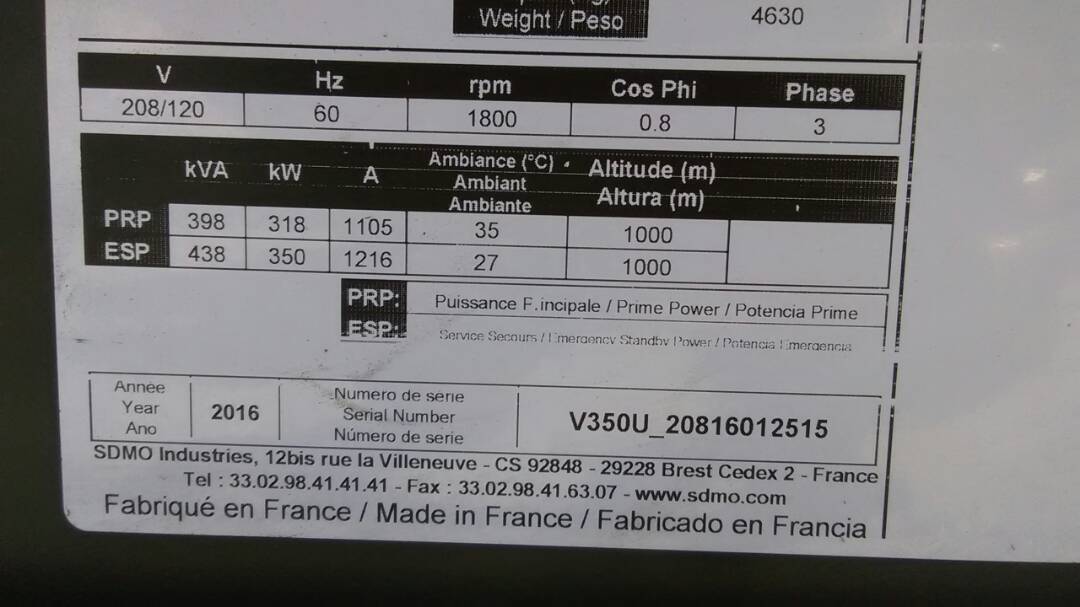 Weight / Peso 4630
V Hz rpm Cos Phi Phase
208/120 60 1800 0.8 3
kVA kW A Ambiance (°C) Altitude (m)
Ambiant Altura (m)
Ambiante
PRP 398 318 1105 35 1000
ESP 438 350 1216 27 1000
PRP: Puissance F.incipale / Prime Power / Potencia Prime
ESP: Service Secours / Emergency Standby Power / Potencia Emergencia
Année
Year 2016
Ano
Numero de serie
Serial Number V350U_20816012515
Número de serie
SDMO Industries, 12bis rue la Villeneuve - CS 92848 - 29228 Brest Cedex 2 - France
Tel : 33.02.98.41.41.41 - Fax : 33.02.98.41.63.07 - www.sdmo.com
Fabriqué en France / Made in France / Fabricado en Francia